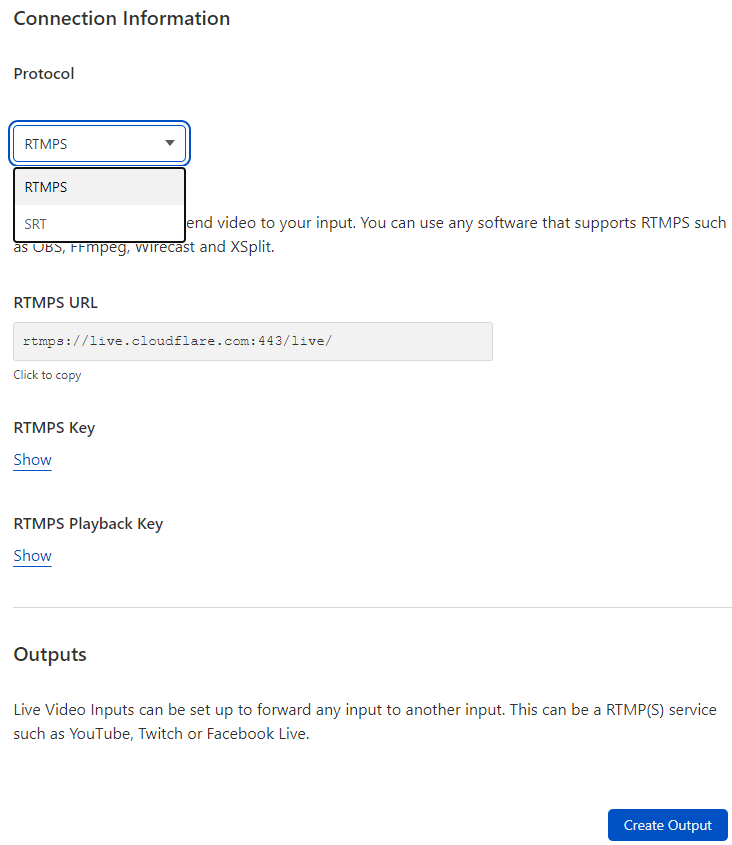 Connection Information
Protocol
RTMPS
RTMPS
SRT
end video to your input. You can use any software that supports RTMPS such
as OBS, FFmpeg, Wirecast and XSplit.
RTMPS URL
rtmps://live.cloudflare.com:443/live/
Click to copy
RTMPS Key
Show
RTMPS Playback Key
Show
Outputs
Live Video Inputs can be set up to forward any input to another input. This can be a RTMP(S) service
such as YouTube, Twitch or Facebook Live.
Create Output